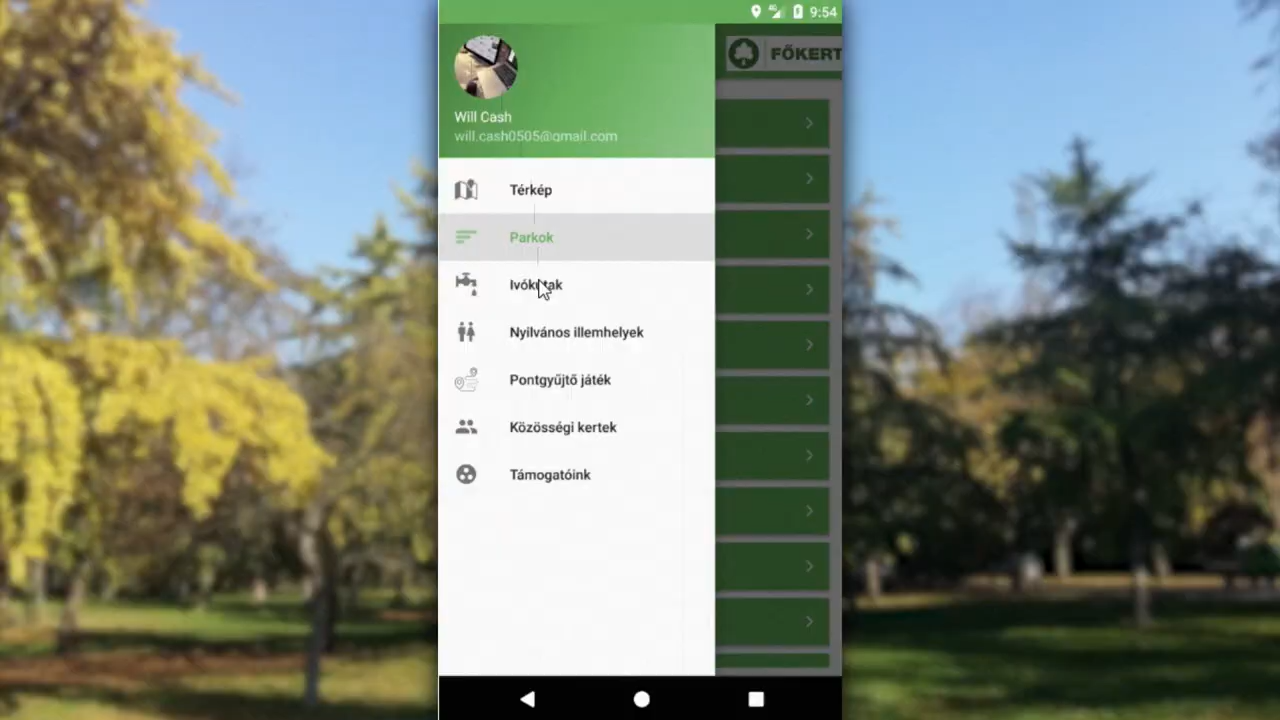 9:54
FŐKERT
Will Cash
will.cash0505@gmail.com
Térkép
Parkok
Ivókutak
Nyilvános illemhelyek
Pontgyűjtő játék
Közösségi kertek
Támogatóink